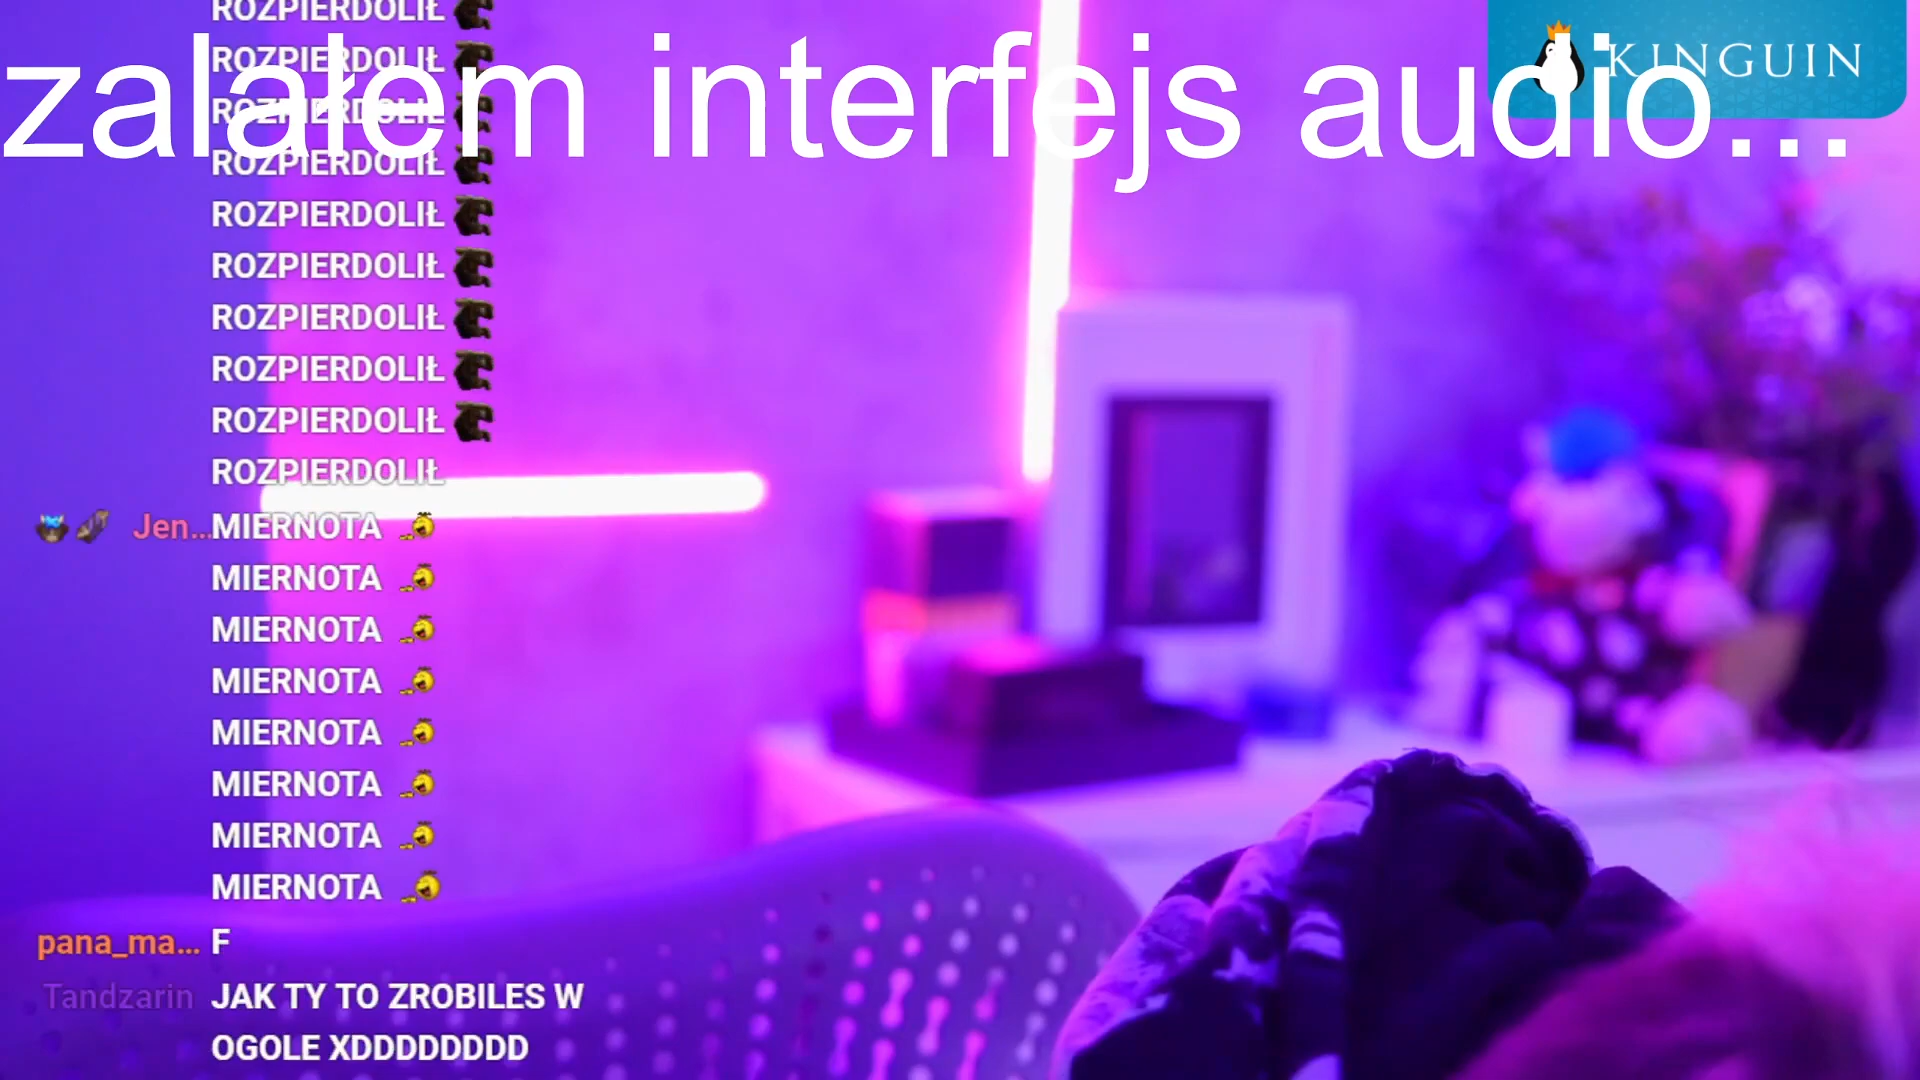 zalałem interfejs audio...
KINGUIN
ROZPIERDOLIŁ
ROZPIERDOLIŁ
ROZPIERDOLIŁ
ROZPIERDOLIŁ
ROZPIERDOLIŁ
ROZPIERDOLIŁ
ROZPIERDOLIŁ
ROZPIERDOLIŁ
ROZPIERDOLIŁ
ROZPIERDOLIŁ
Jen... MIERNOTA
MIERNOTA
MIERNOTA
MIERNOTA
MIERNOTA
MIERNOTA
MIERNOTA
MIERNOTA
pana_ma... F
Tandzarin JAK TY TO ZROBILES W
OGOLE XDDDDDDDD